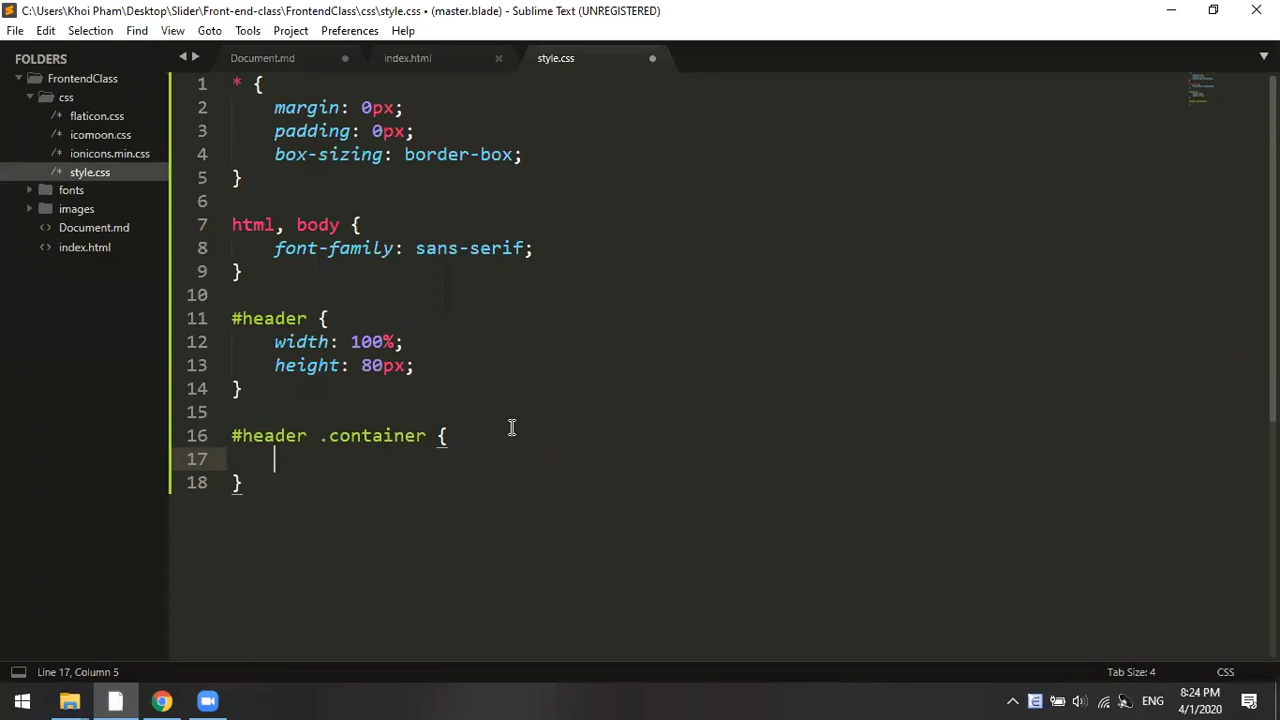 C:\Users\Khoi Pham\Desktop\Slider\Front-end-class\FrontendClass\css\style.css • (master.blade) - Sublime Text (UNREGISTERED)
File Edit Selection Find View Goto Tools Project Preferences Help
FOLDERS
FrontendClass
css
/* flaticon.css
/* icomoon.css
/* ionicons.min.css
/* style.css
fonts
images
<> Document.md
<> index.html
Document.md index.html style.css
1 * {
2 margin: 0px;
3 padding: 0px;
4 box-sizing: border-box;
5 }
6
7 html, body {
8 font-family: sans-serif;
9 }
10
11 #header {
12 width: 100%;
13 height: 80px;
14 }
15
16 #header .container {
17
18 }
Line 17, Column 5 Tab Size: 4 CSS
ENG 8:24 PM
4/1/2020